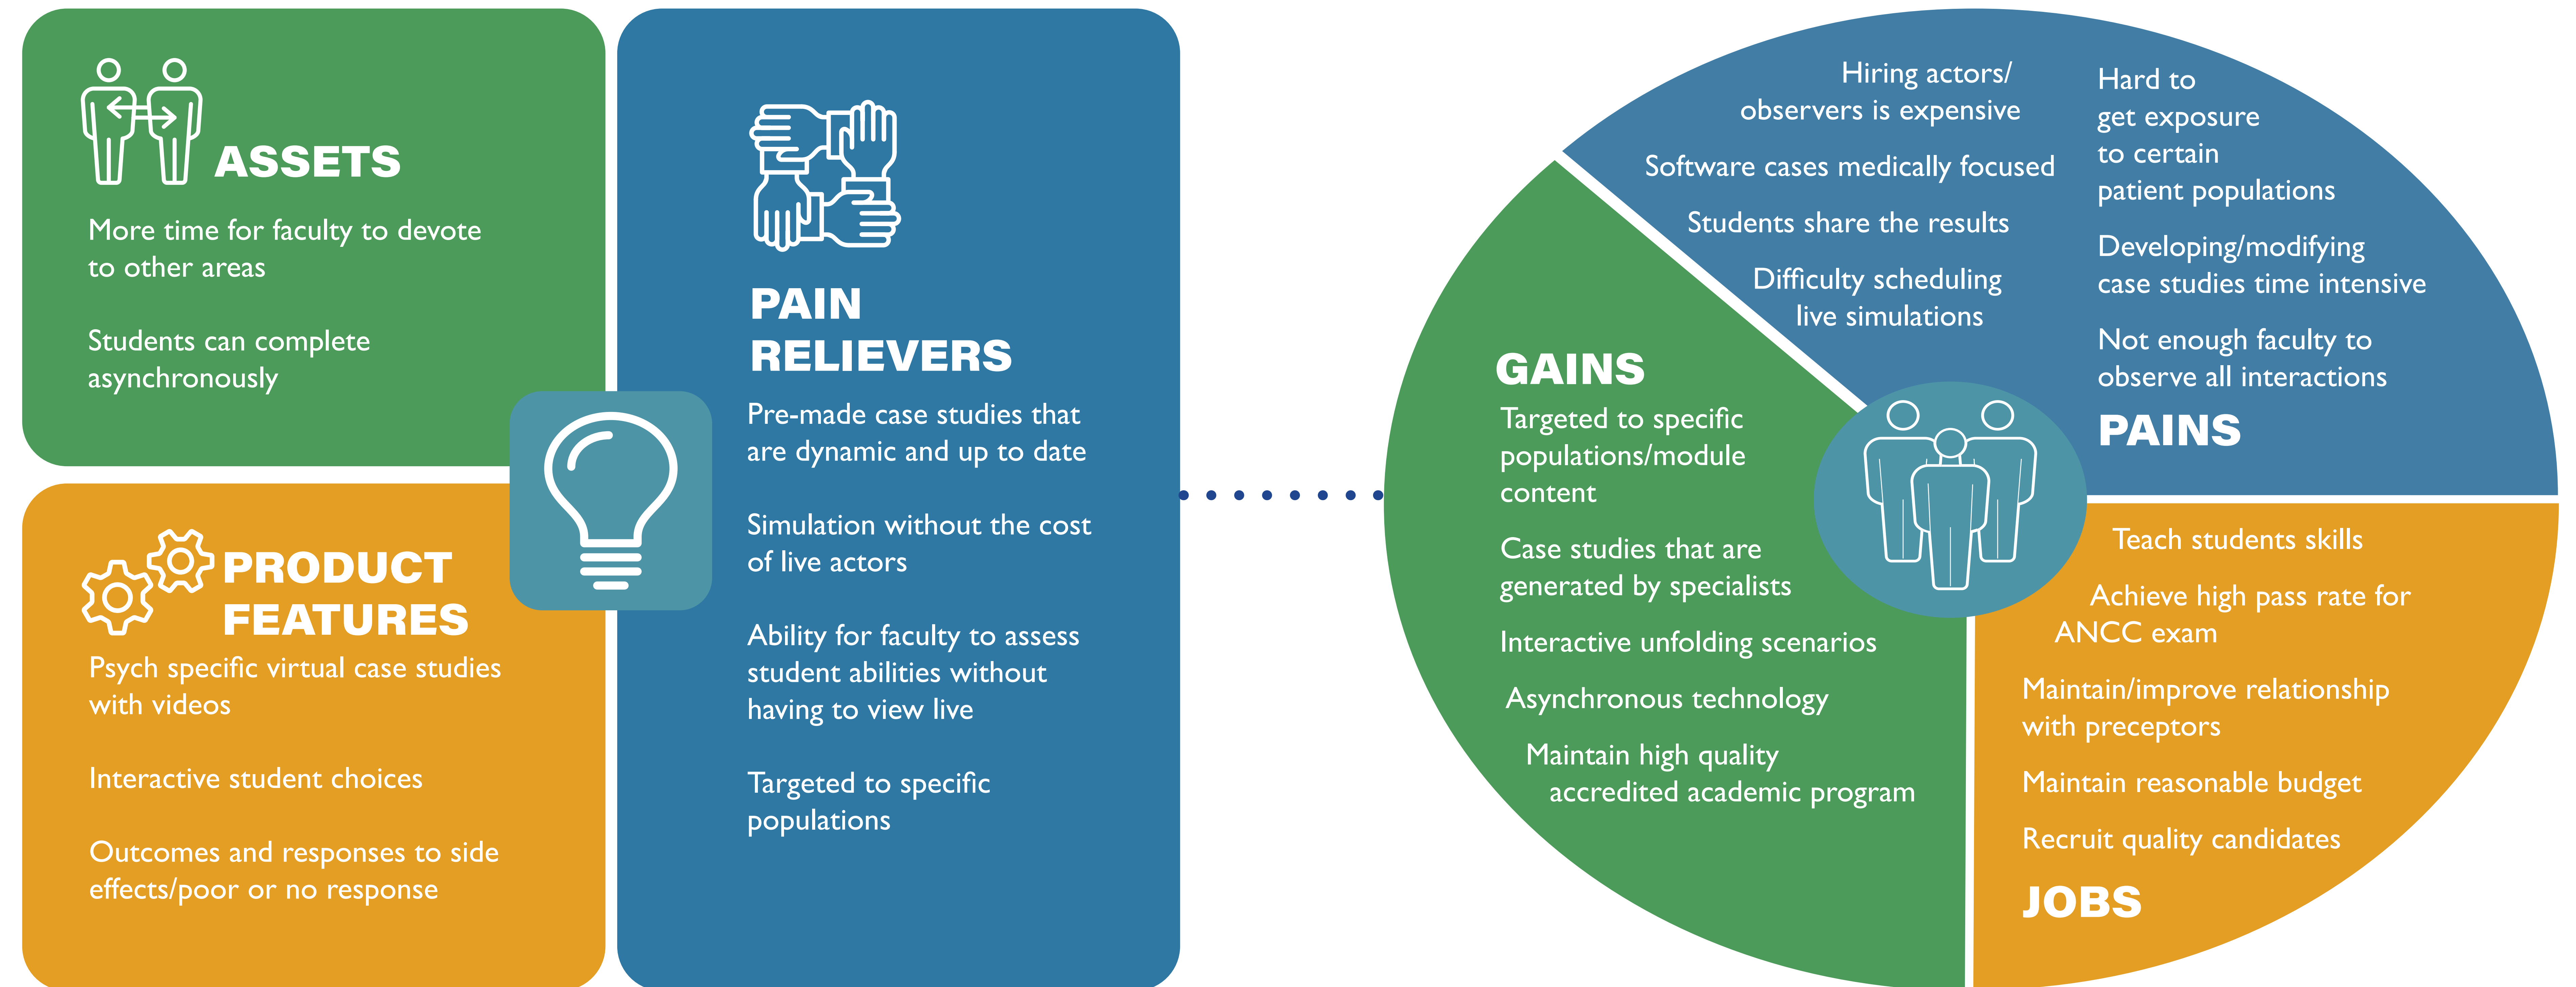 ASSETS
More time for faculty to devote
to other areas
Students can complete
asynchronously
PRODUCT
FEATURES
Psych specific virtual case studies
with videos
Interactive student choices
Outcomes and responses to side
effects/poor or no response
PAIN
RELIEVERS
Pre-made case studies that
are dynamic and up to date
Simulation without the cost
of live actors
Ability for faculty to assess
student abilities without
having to view live
Targeted to specific
populations
GAINS
Targeted to specific
populations/module
content
Case studies that are
generated by specialists
Interactive unfolding scenarios
Asynchronous technology
Maintain high quality
accredited academic program
Hiring actors/
observers is expensive
Software cases medically focused
Students share the results
Difficulty scheduling
live simulations
Hard to
get exposure
to certain
patient populations
Developing/modifying
case studies time intensive
Not enough faculty to
observe all interactions
PAINS
Teach students skills
Achieve high pass rate for
ANCC exam
Maintain/improve relationship
with preceptors
Maintain reasonable budget
Recruit quality candidates
JOBS